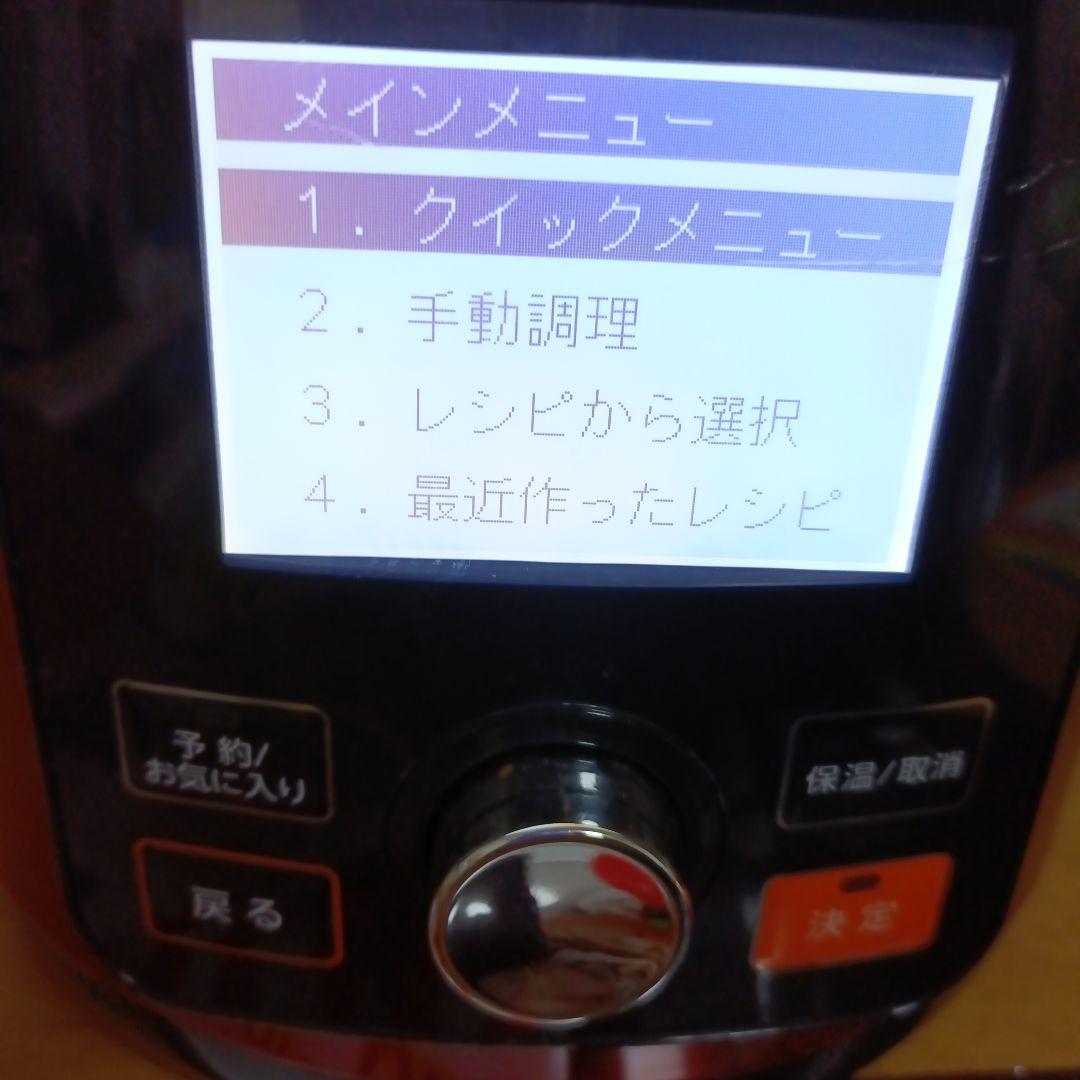 メインメニュー
1. クイックメニュー
2. 手動調理
3. レシピから選択
4. 最近作ったレシピ
予約/
お気に入り
保温/取消
戻る
決定